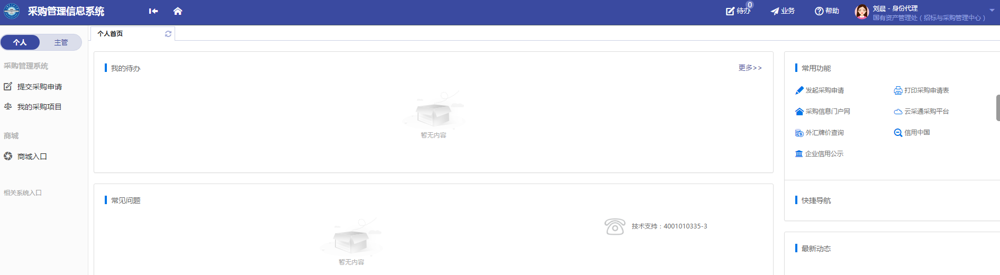 采购管理信息系统
待办
0
业务
帮助
刘晨 - 身份代理
国有资产管理处（招标与采购管理中心）
个人
主管
采购管理系统
提交采购申请
我的采购项目
商城
商城入口
相关系统入口
个人首页
我的待办
更多>>
暂无内容
常见问题
暂无内容
技术支持：4001010335-3
常用功能
发起采购申请
打印采购申请表
采购信息门户网
云采通采购平台
外汇牌价查询
信用中国
企业信用公示
快捷导航
最新动态